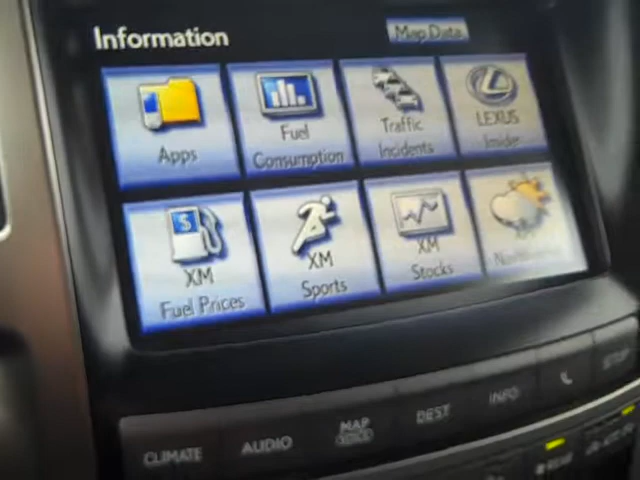 Information
Map Data
Apps
Fuel
Consumption
Traffic
Incidents
LEXUS
Insider
XM
Fuel Prices
XM
Sports
XM
Stocks
CLIMATE
AUDIO
MAP
VOICE
DEST
INFO